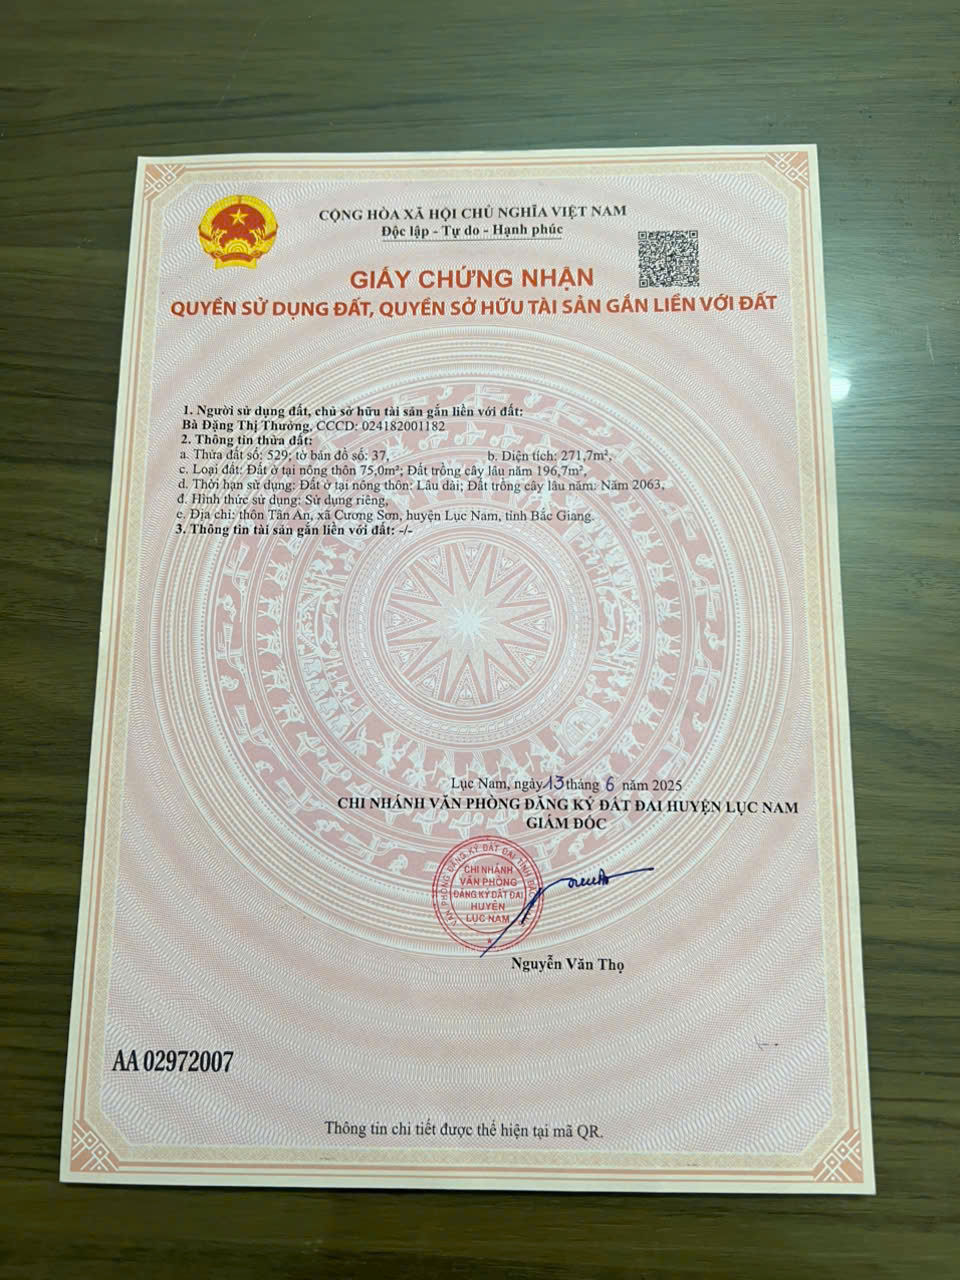 CỘNG HÒA XÃ HỘI CHỦ NGHĨA VIỆT NAM
Độc lập - Tự do - Hạnh phúc
GIẤY CHỨNG NHẬN
QUYỀN SỬ DỤNG ĐẤT, QUYỀN SỞ HỮU TÀI SẢN GẮN LIỀN VỚI ĐẤT
1. Người sử dụng đất, chủ sở hữu tài sản gắn liền với đất:
Bà Đặng Thị Thưởng, CCCD: 024182001182
2. Thông tin thửa đất:
a. Thửa đất số: 529; tờ bản đồ số: 37, b. Diện tích: 271,7m²,
c. Loại đất: Đất ở tại nông thôn 75,0m²; Đất trồng cây lâu năm 196,7m²,
d. Thời hạn sử dụng: Đất ở tại nông thôn: Lâu dài; Đất trồng cây lâu năm: Năm 2063,
đ. Hình thức sử dụng: Sử dụng riêng,
e. Địa chỉ: thôn Tân An, xã Cương Sơn, huyện Lục Nam, tỉnh Bắc Giang.
3. Thông tin tài sản gắn liền với đất: -/-
Lục Nam, ngày 13 tháng 6 năm 2025
CHI NHÁNH VĂN PHÒNG ĐĂNG KÝ ĐẤT ĐAI HUYỆN LỤC NAM
GIÁM ĐỐC
VĂN PHÒNG ĐĂNG KÝ ĐẤT ĐAI TỈNH BẮC
CHI NHÁNH
VĂN PHÒNG
ĐĂNG KÝ ĐẤT ĐAI
HUYỆN
LỤC NAM
Nguyễn Văn Thọ
AA 02972007
Thông tin chi tiết được thể hiện tại mã QR.